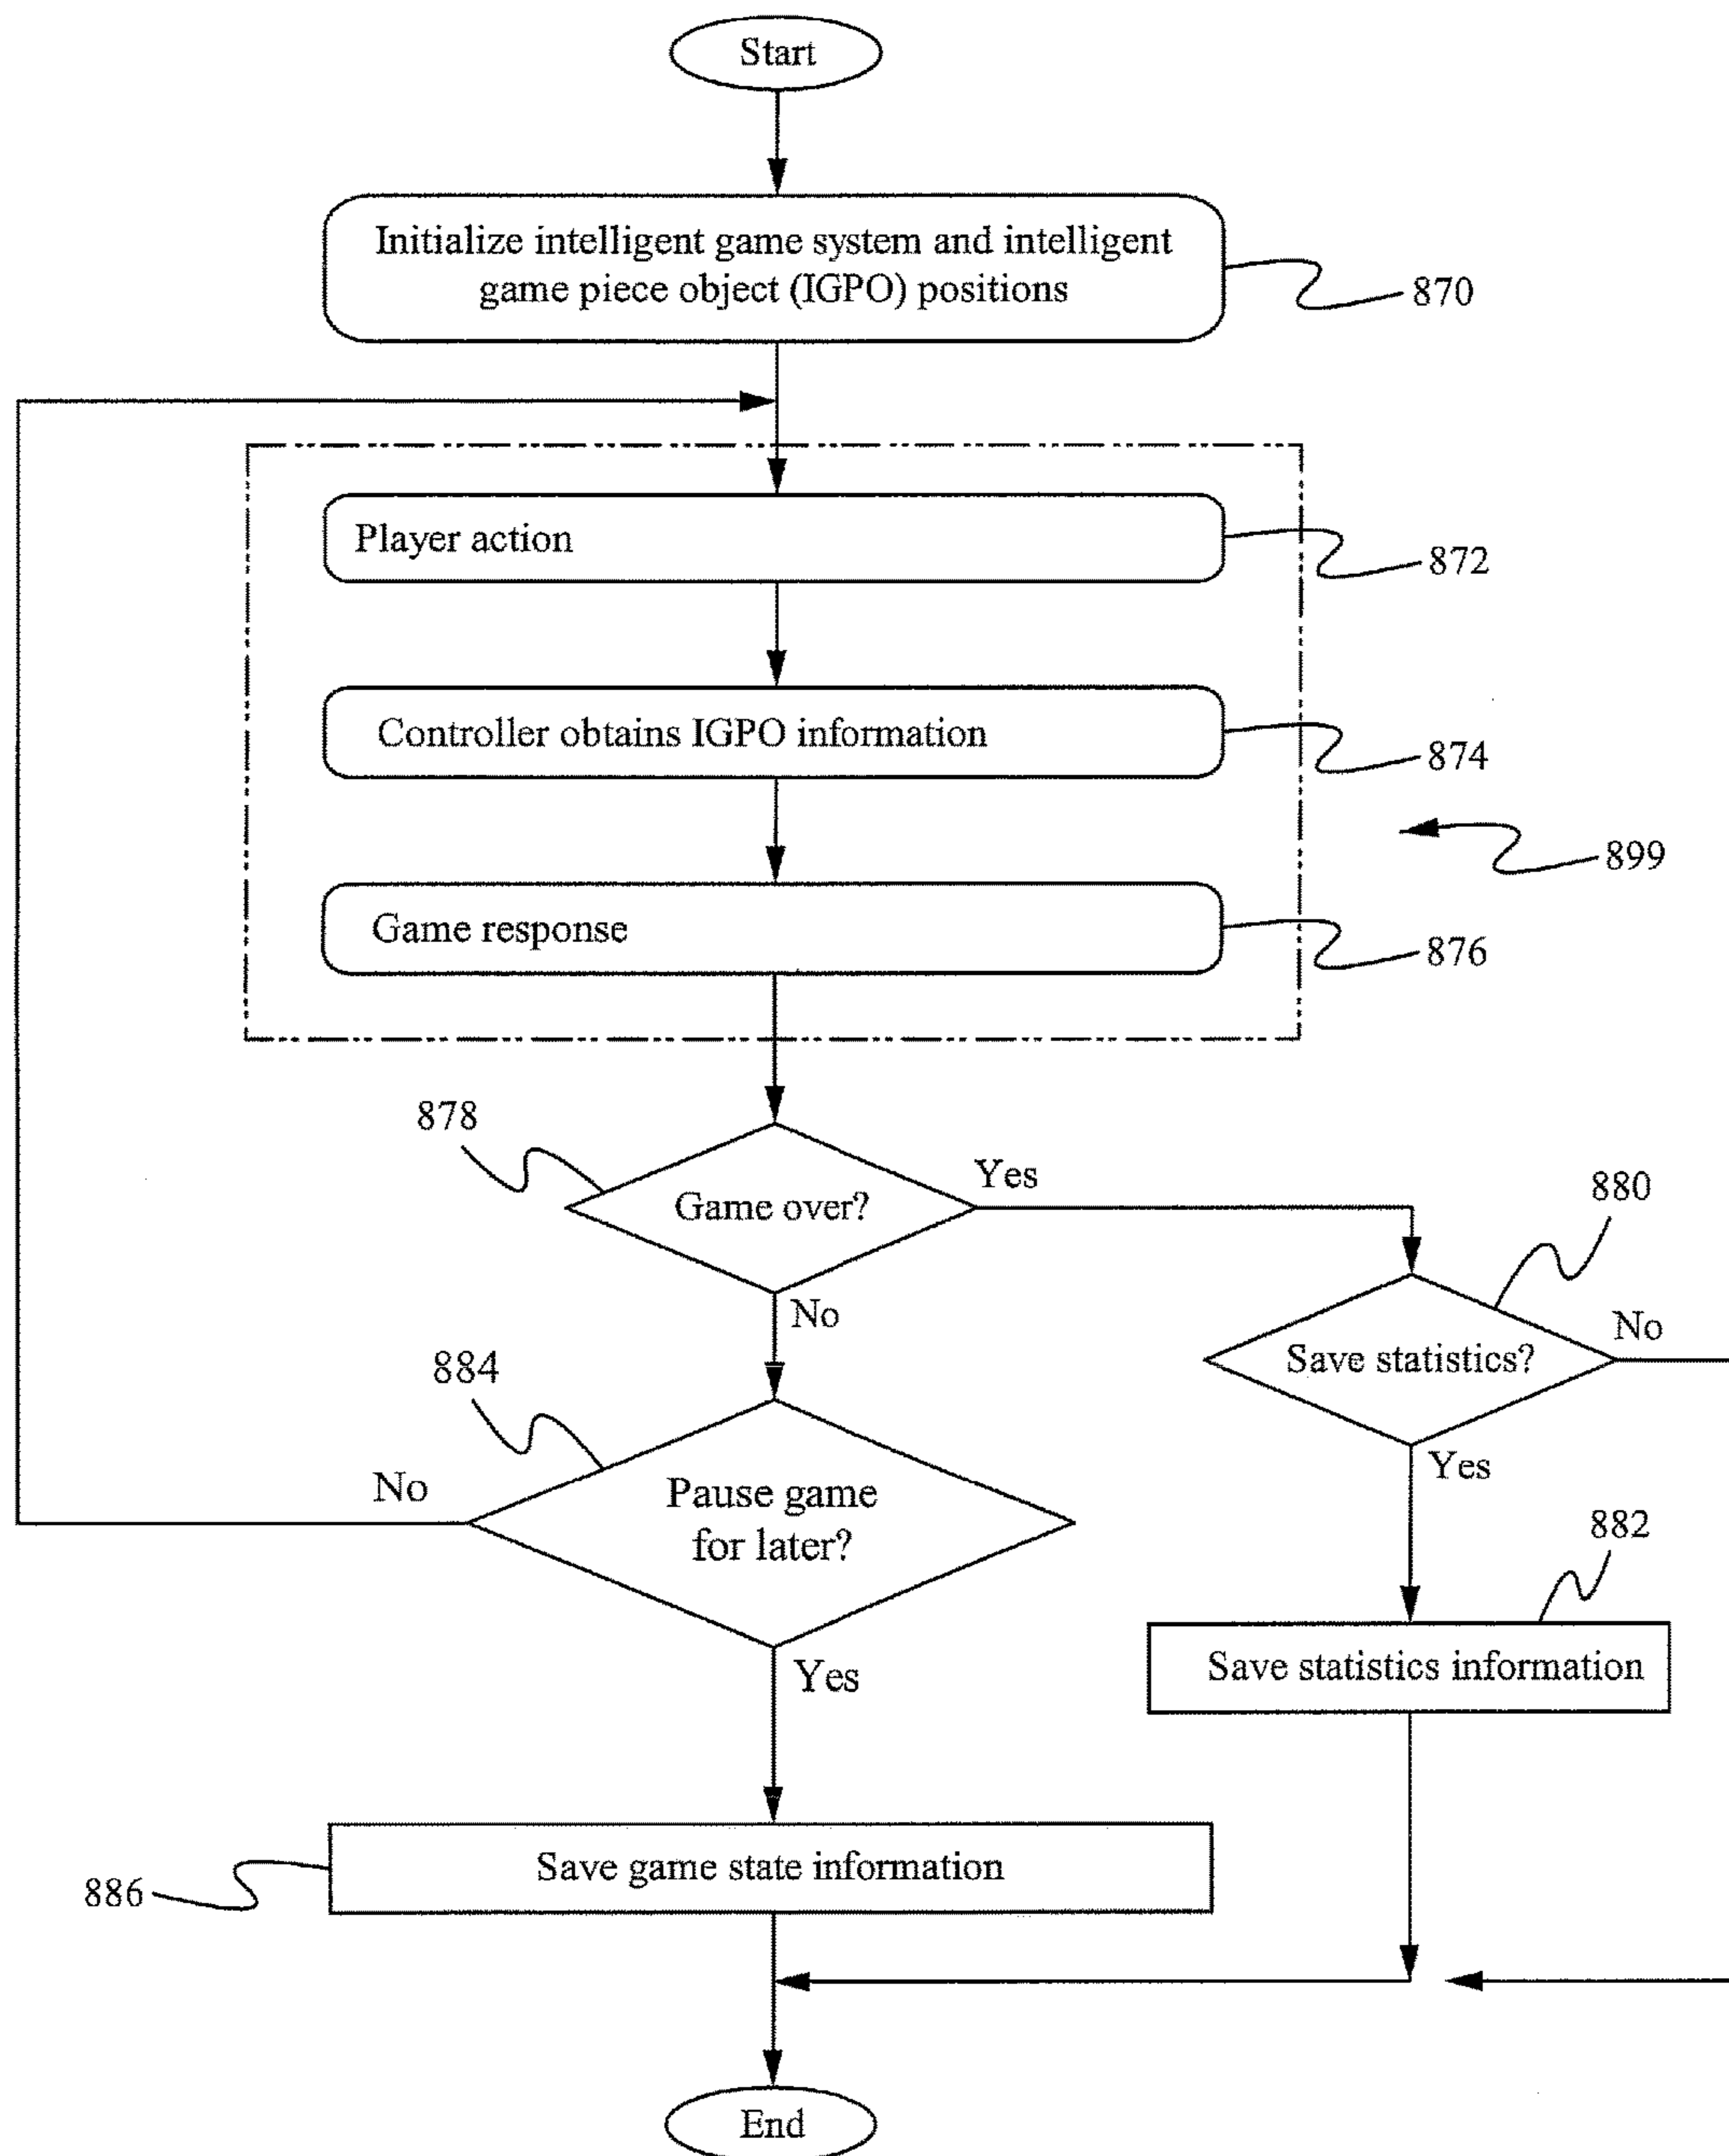 Start
Initialize intelligent game system and intelligent
game piece object (IGPO) positions
870
Player action
872
Controller obtains IGPO information
874
899
Game response
876
878
Game over?
Yes
No
880
Save statistics?
No
Yes
884
Pause game
for later?
No
Yes
882
Save statistics information
Save game state information
886
End